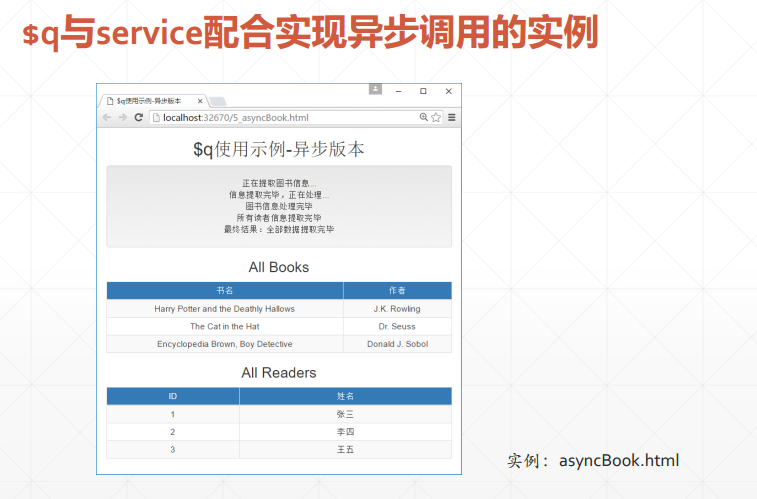 $q与service配合实现异步调用的实例
$q使用示例-异步版本
localhost:32670/5_asyncBook.html
$q使用示例-异步版本
正在提取图书信息...
信息提取完毕，正在处理...
图书信息处理完毕
所有读者信息提取完毕
最终结果：全部数据提取完毕
All Books
书名 作者
Harry Potter and the Deathly Hallows J.K. Rowling
The Cat in the Hat Dr. Seuss
Encyclopedia Brown, Boy Detective Donald J. Sobol
All Readers
ID 姓名
1 张三
2 李四
3 王五
实例：asyncBook.html